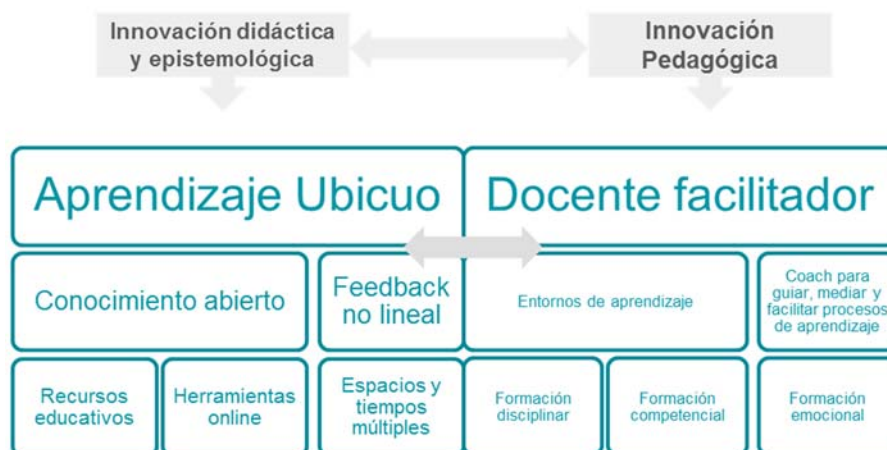 Innovación didáctica
y epistemológica
Innovación
Pedagógica
Aprendizaje Ubicuo
Docente facilitador
Conocimiento abierto
Feedback
no lineal
Entornos de aprendizaje
Coach para
guiar, mediar y
facilitar procesos
de aprendizaje
Recursos
educativos
Herramientas
online
Espacios y
tiempos
múltiples
Formación
disciplinar
Formación
competencial
Formación
emocional